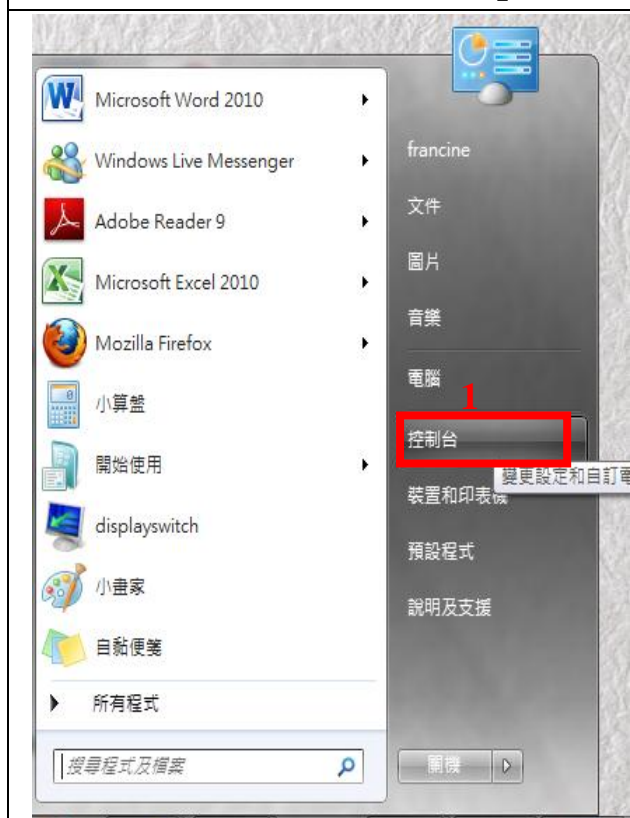 Microsoft Word 2010
Windows Live Messenger
Adobe Reader 9
Microsoft Excel 2010
Mozilla Firefox
小算盤
開始使用
displayswitch
小畫家
自黏便箋
所有程式
搜尋程式及檔案
francine
文件
圖片
音樂
電腦
1
控制台
變更設定和自訂電
裝置和印表機
預設程式
說明及支援
關機